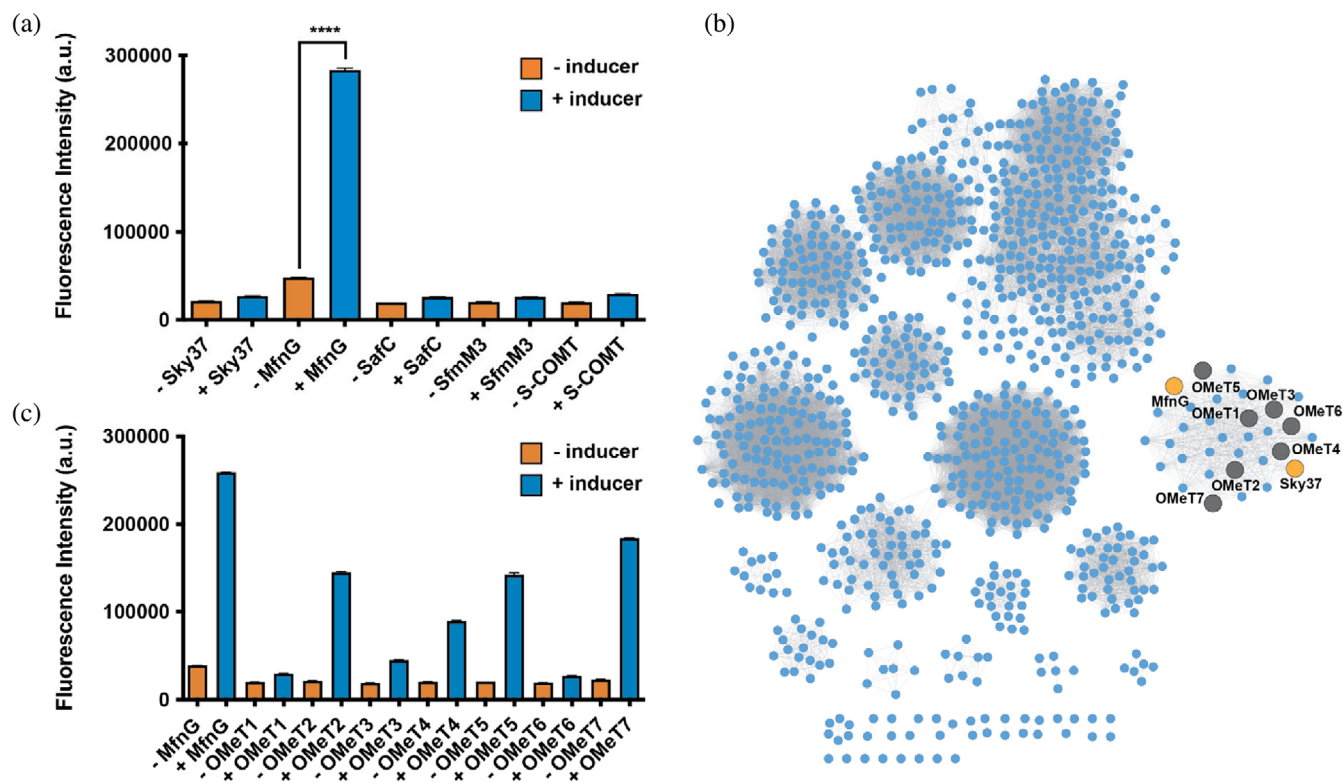 (a)
Fluorescence Intensity (a.u.)
300000
200000
100000
0
****
- inducer
+ inducer
- Sky37
+ Sky37
- MfnG
+ MfnG
- SafC
+ SafC
- SfmM3
+ SfmM3
- S-COMT
+ S-COMT
(b)
OMeT5
MfnG
OMeT3
OMeT1
OMeT6
OMeT4
OMeT2
Sky37
OMeT7
(c)
Fluorescence Intensity (a.u.)
300000
200000
100000
0
- inducer
+ inducer
- MfnG
+ MfnG
- OMeT1
+ OMeT1
- OMeT2
+ OMeT2
- OMeT3
+ OMeT3
- OMeT4
+ OMeT4
- OMeT5
+ OMeT5
- OMeT6
+ OMeT6
- OMeT7
+ OMeT7